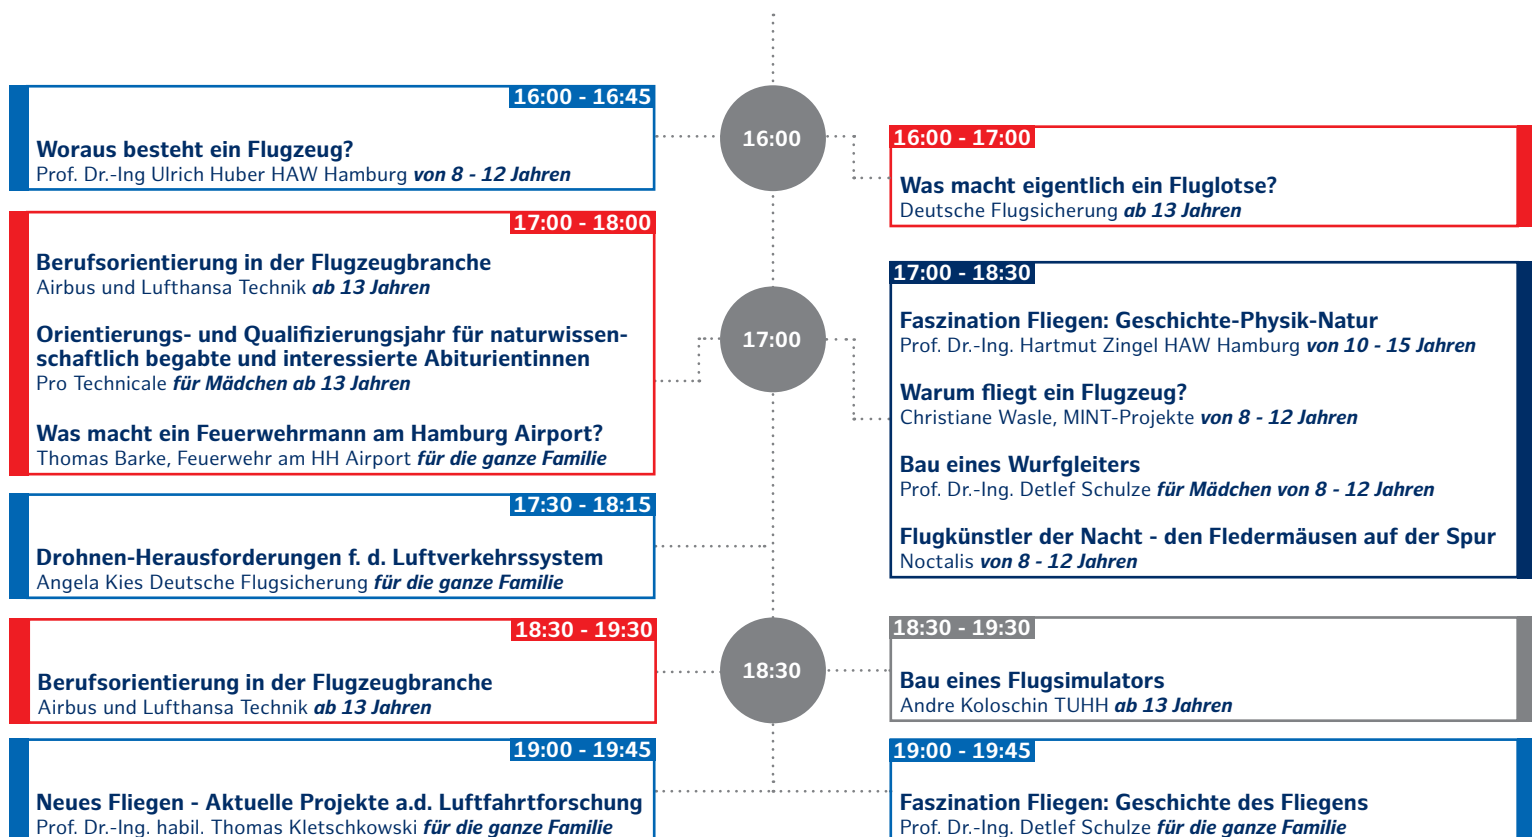 16:00 - 16:45
Woraus besteht ein Flugzeug?
Prof. Dr.-Ing Ulrich Huber HAW Hamburg von 8 - 12 Jahren
16:00
16:00 - 17:00
Was macht eigentlich ein Fluglotse?
Deutsche Flugsicherung ab 13 Jahren
17:00 - 18:00
Berufsorientierung in der Flugzeugbranche
Airbus und Lufthansa Technik ab 13 Jahren
Orientierungs- und Qualifizierungsjahr für naturwissen-
schaftlich begabte und interessierte Abiturientinnen
Pro Technicale für Mädchen ab 13 Jahren
Was macht ein Feuerwehrmann am Hamburg Airport?
Thomas Barke, Feuerwehr am HH Airport für die ganze Familie
17:00
17:00 - 18:30
Faszination Fliegen: Geschichte-Physik-Natur
Prof. Dr.-Ing. Hartmut Zingel HAW Hamburg von 10 - 15 Jahren
Warum fliegt ein Flugzeug?
Christiane Wasle, MINT-Projekte von 8 - 12 Jahren
Bau eines Wurfgleiters
Prof. Dr.-Ing. Detlef Schulze für Mädchen von 8 - 12 Jahren
Flugkünstler der Nacht - den Fledermäusen auf der Spur
Noctalis von 8 - 12 Jahren
17:30 - 18:15
Drohnen-Herausforderungen f. d. Luftverkehrssystem
Angela Kies Deutsche Flugsicherung für die ganze Familie
18:30 - 19:30
Berufsorientierung in der Flugzeugbranche
Airbus und Lufthansa Technik ab 13 Jahren
18:30
18:30 - 19:30
Bau eines Flugsimulators
Andre Koloschin TUHH ab 13 Jahren
19:00 - 19:45
Neues Fliegen - Aktuelle Projekte a.d. Luftfahrtforschung
Prof. Dr.-Ing. habil. Thomas Kletschkowski für die ganze Familie
19:00 - 19:45
Faszination Fliegen: Geschichte des Fliegens
Prof. Dr.-Ing. Detlef Schulze für die ganze Familie